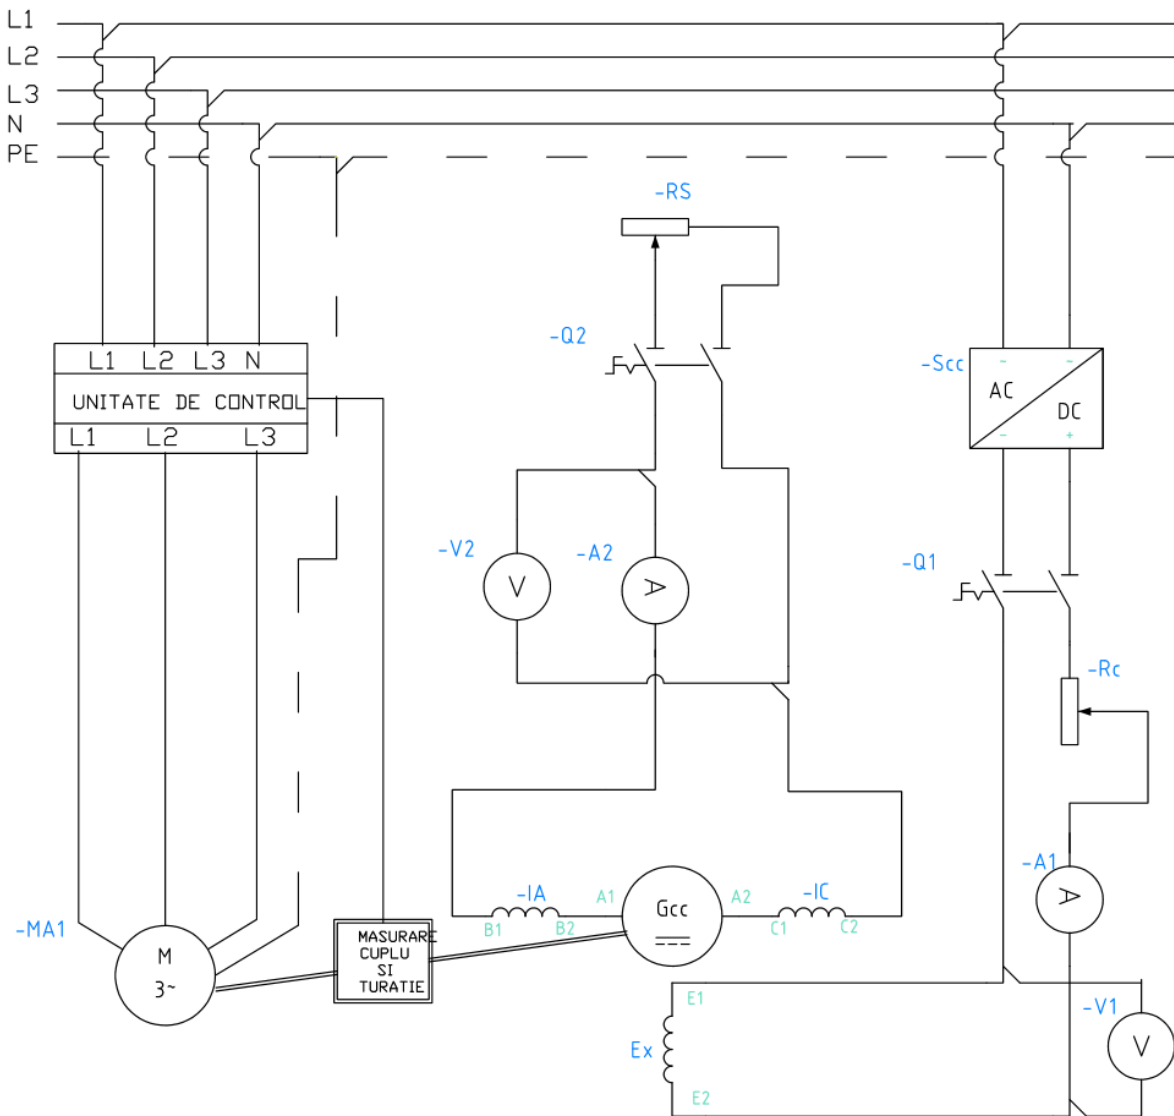 L1
L2
L3
N
PE
-RS
-Q2
-Scc
~ ~
AC
DC
- +
L1 L2 L3 N
UNITATE DE CONTROL
L1 L2 L3
-V2
V
-A2
A
-Q1
-Rc
-A1
A
-MA1
M
3~
MASURARE
CUPLU
SI
TURATIE
-IA
B1 B2
A1
Gcc
A2
-IC
C1 C2
E1
Ex
E2
-V1
V